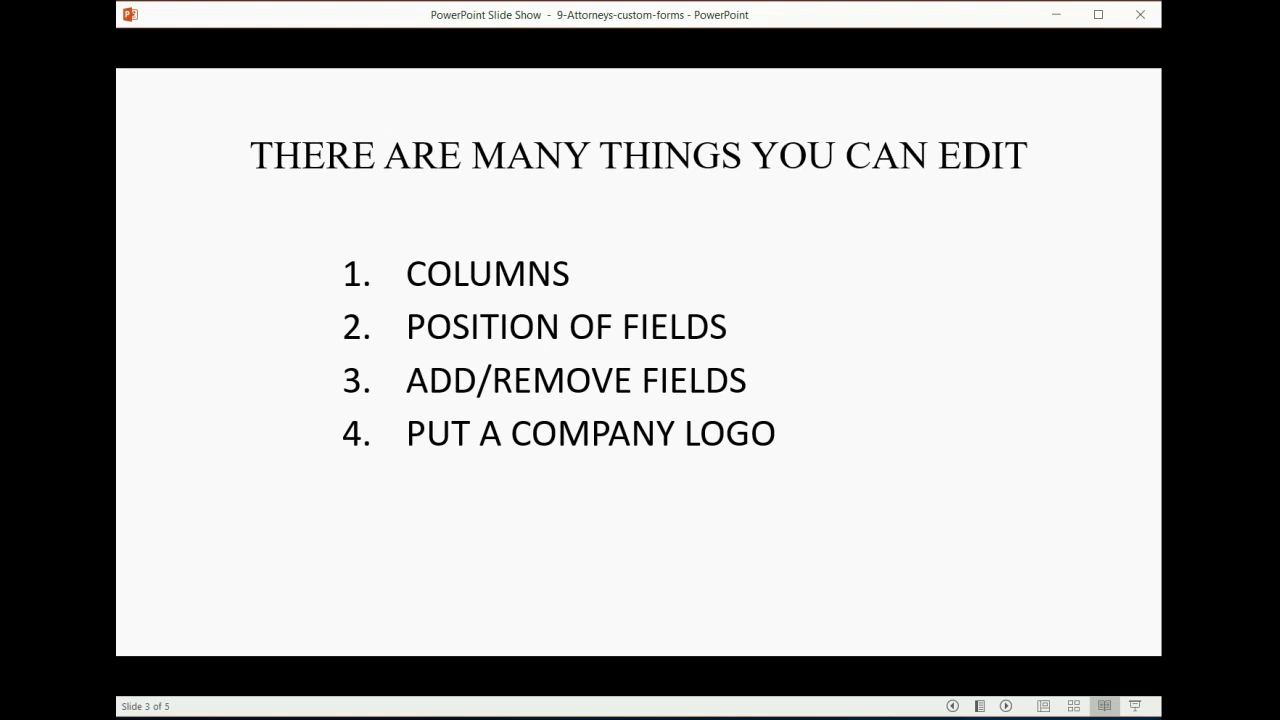 PowerPoint Slide Show - 9-Attorneys-custom-forms - PowerPoint
THERE ARE MANY THINGS YOU CAN EDIT
1. COLUMNS
2. POSITION OF FIELDS
3. ADD/REMOVE FIELDS
4. PUT A COMPANY LOGO
Slide 3 of 5